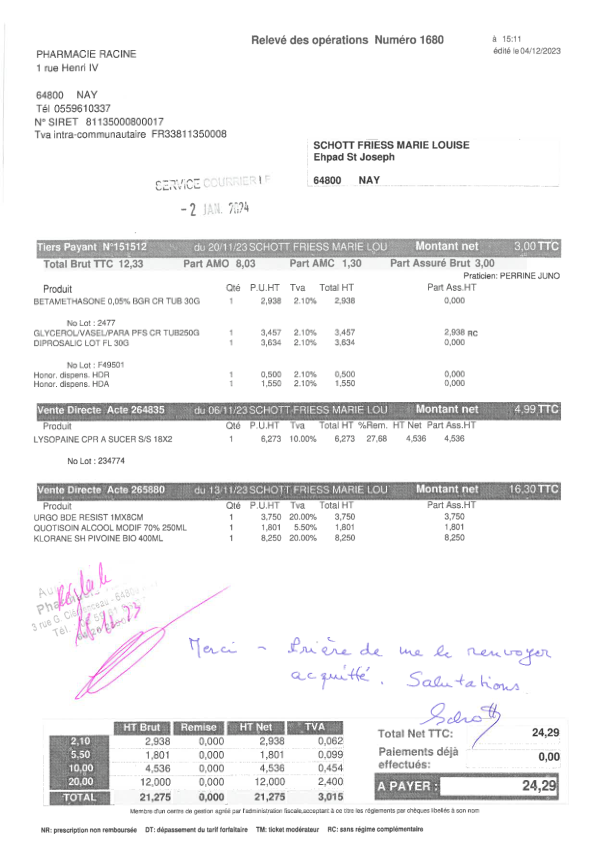 Relevé des opérations Numéro 1680
à 15:11
édité le 04/12/2023
PHARMACIE RACINE
1 rue Henri IV
64800 NAY
Tél 0559610337
N° SIRET 81135000800017
Tva intra-communautaire FR33811350008
SCHOTT FRIESS MARIE LOUISE
Ehpad St Joseph
64800 NAY
SERVICE COURRIER
- 2 JAN. 2024
Tiers Payant N°151512 du 20/11/23 SCHOTT FRIESS MARIE LOU Montant net 3,00 TTC
Total Brut TTC 12,33 Part AMO 8,03 Part AMC 1,30 Part Assuré Brut 3,00
Praticien: PERRINE JUNO
Produit Qté P.U.HT Tva Total HT Part Ass.HT
BETAMETHASONE 0,05% BGR CR TUB 30G 1 2,938 2.10% 2,938 0,000
No Lot : 2477
GLYCEROL/VASEL/PARA PFS CR TUB250G 1 3,457 2.10% 3,457 2,938 RC
DIPROSALIC LOT FL 30G 1 3,634 2.10% 3,634 0,000
No Lot : F49501
Honor. dispens. HDR 1 0,500 2.10% 0,500 0,000
Honor. dispens. HDA 1 1,550 2.10% 1,550 0,000
Vente Directe Acte 264835 du 06/11/23 SCHOTT FRIESS MARIE LOU Montant net 4,99 TTC
Produit Qté P.U.HT Tva Total HT %Rem. HT Net Part Ass.HT
LYSOPAINE CPR A SUCER S/S 18X2 1 6,273 10.00% 6,273 27,68 4,536 4,536
No Lot : 234774
Vente Directe Acte 265880 du 13/11/23 SCHOTT FRIESS MARIE LOU Montant net 16,30 TTC
Produit Qté P.U.HT Tva Total HT Part Ass.HT
URGO BDE RESIST 1MX8CM 1 3,750 20.00% 3,750 3,750
QUOTISOIN ALCOOL MODIF 70% 250ML 1 1,801 5.50% 1,801 1,801
KLORANE SH PIVOINE BIO 400ML 1 8,250 20.00% 8,250 8,250
3 rue G. Clémenceau - 64800
Merci - Prière de me le renvoyer
acquitté. Salutations
Schott
HT Brut Remise HT Net TVA
2,10 2,938 0,000 2,938 0,062
5,50 1,801 0,000 1,801 0,099
10,00 4,536 0,000 4,536 0,454
20,00 12,000 0,000 12,000 2,400
TOTAL 21,275 0,000 21,275 3,015
Total Net TTC: 24,29
Paiements déjà
effectués: 0,00
A PAYER : 24,29
Membre d'un centre de gestion agréé par l'administration fiscale,acceptant à ce titre les règlements par chèques libellés à son nom
NR: prescription non remboursée DT: dépassement du tarif forfaitaire TM: ticket modérateur RC: sans régime complémentaire